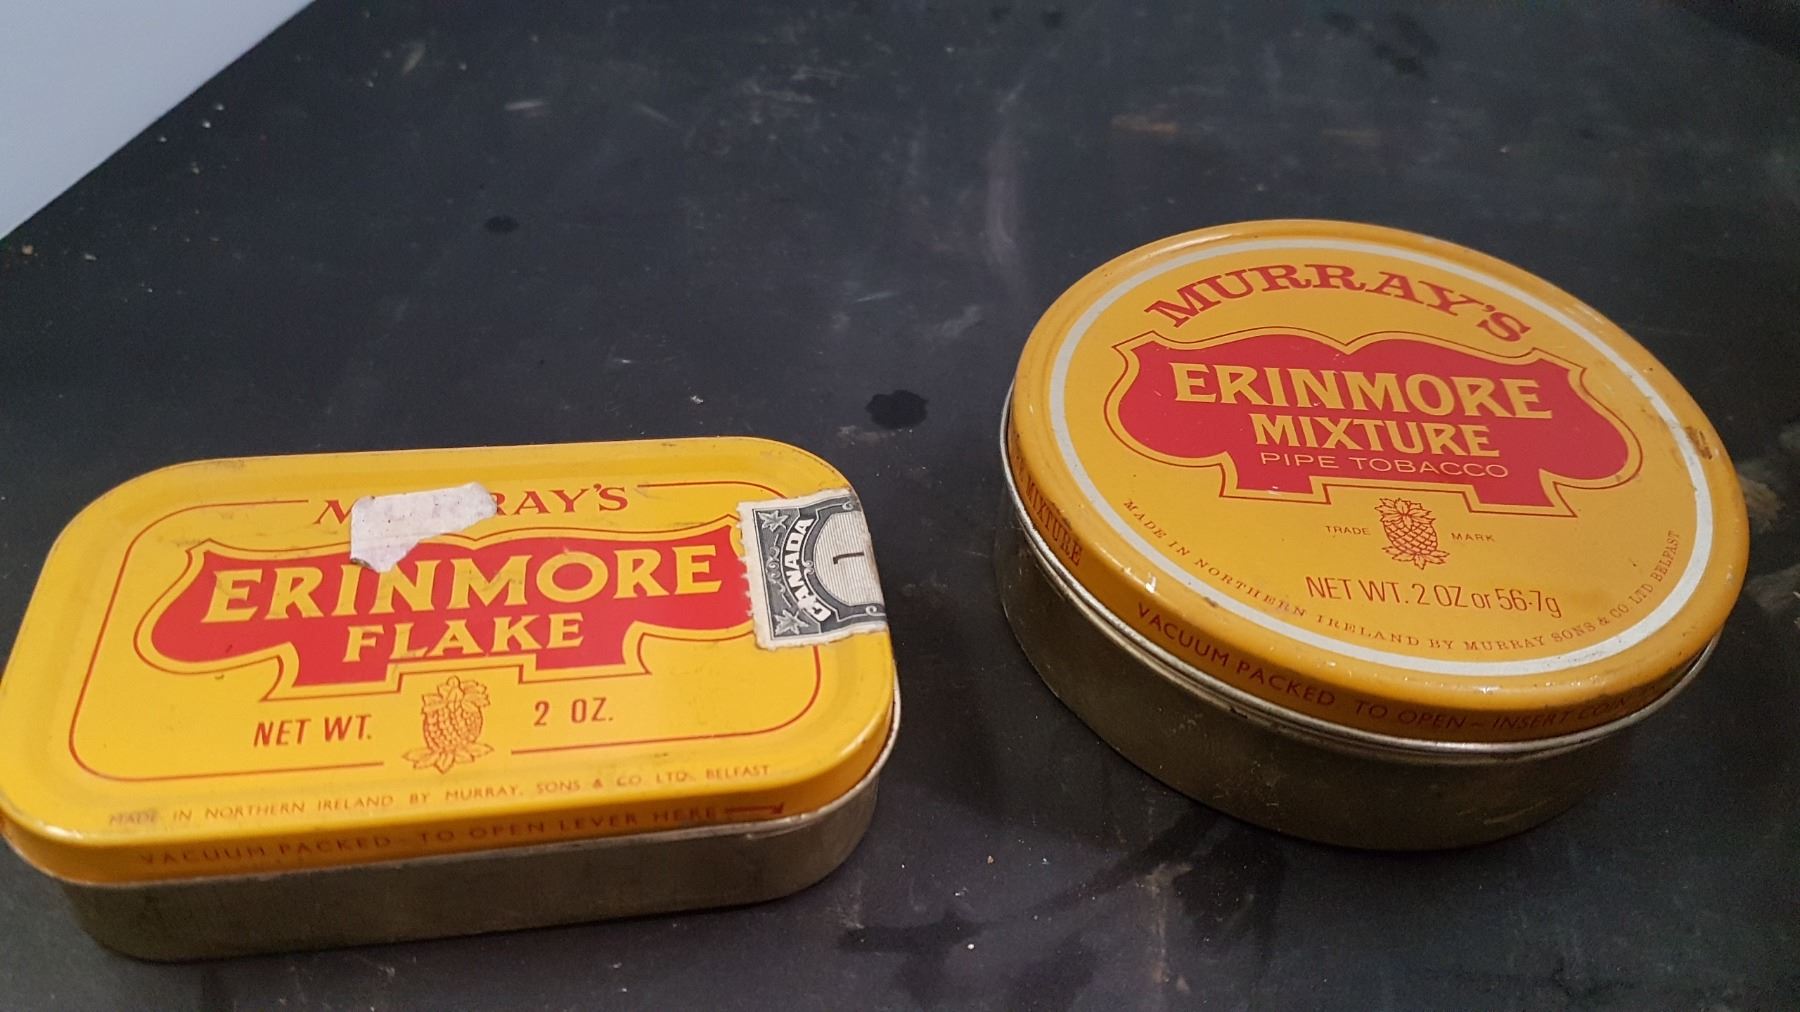 MURRAY'S
ERINMORE
FLAKE
NET WT. 2 OZ.
MADE IN NORTHERN IRELAND BY MURRAY, SONS & CO. LTD. BELFAST
VACUUM PACKED - TO OPEN LEVER HERE
CANADA
1
MURRAY'S
ERINMORE
MIXTURE
PIPE TOBACCO
TRADE MARK
NET WT. 2 OZ or 56·7g
MADE IN NORTHERN IRELAND BY MURRAY SONS & CO. LTD. BELFAST
MIXTURE
VACUUM PACKED TO OPEN - INSERT COIN